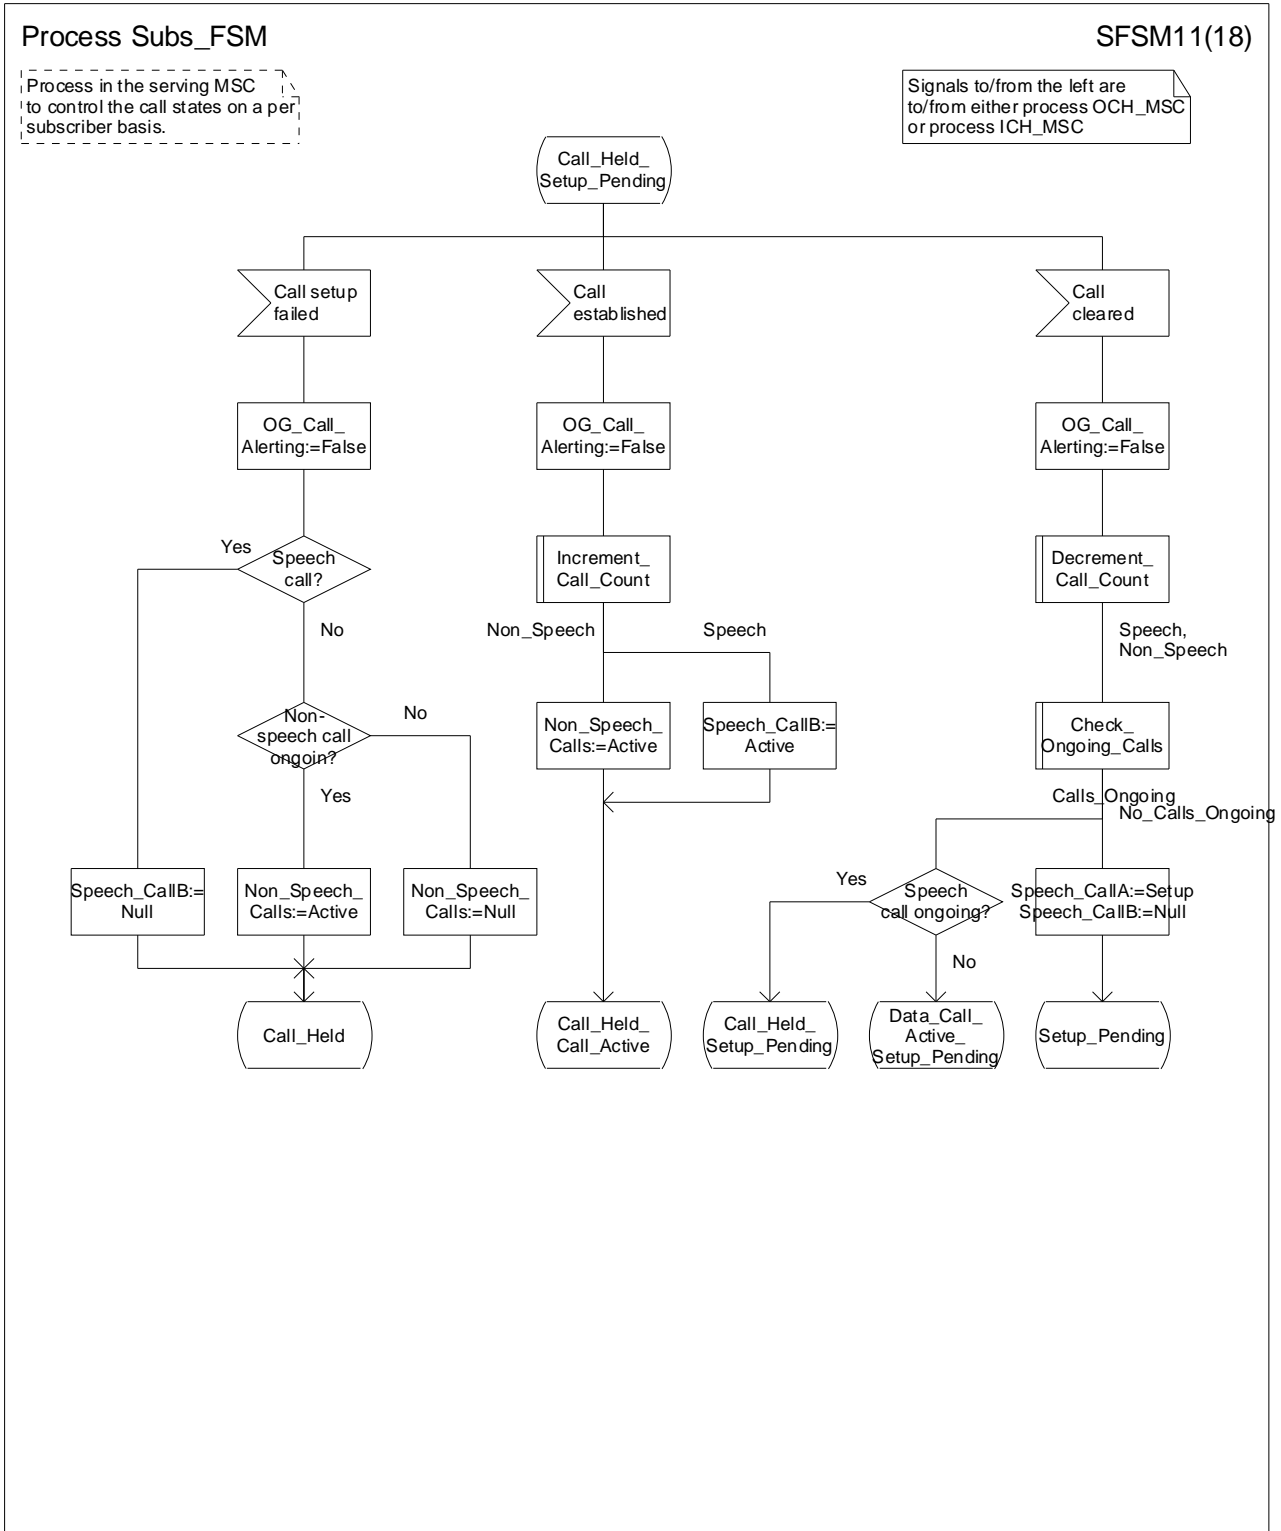 Process Subs_FSM
SFSM11(18)
Process in the serving MSC
to control the call states on a per
subscriber basis.
Signals to/from the left are
to/from either process OCH_MSC
or process ICH_MSC
Call_Held_
Setup_Pending
Call setup
failed
Call
established
Call
cleared
OG_Call_
Alerting:=False
OG_Call_
Alerting:=False
OG_Call_
Alerting:=False
Yes
Speech
call?
No
Increment_
Call_Count
Decrement_
Call_Count
Non_Speech
Speech
Speech,
Non_Speech
Non-
speech call
ongoin?
No
Yes
Non_Speech_
Calls:=Active
Speech_CallB:=
Active
Check_
Ongoing_Calls
Calls_Ongoing
No_Calls_Ongoing
Speech_CallB:=
Null
Non_Speech_
Calls:=Active
Non_Speech_
Calls:=Null
Yes
Speech
call ongoing?
No
Speech_CallA:=Setup
Speech_CallB:=Null
Call_Held
Call_Held_
Call_Active
Call_Held_
Setup_Pending
Data_Call_
Active_
Setup_Pending
Setup_Pending